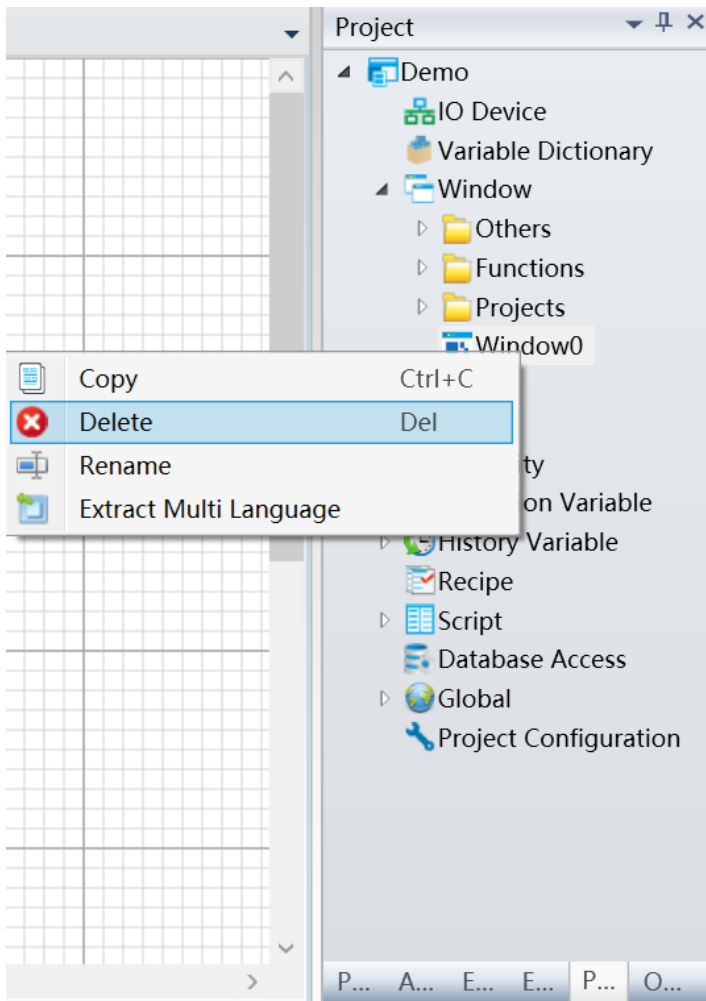 Project
Demo
IO Device
Variable Dictionary
Window
Others
Functions
Projects
Window0
Copy Ctrl+C
Delete Del
Rename
Extract Multi Language
ty
on Variable
History Variable
Recipe
Script
Database Access
Global
Project Configuration
P... A... E... E... P... O...